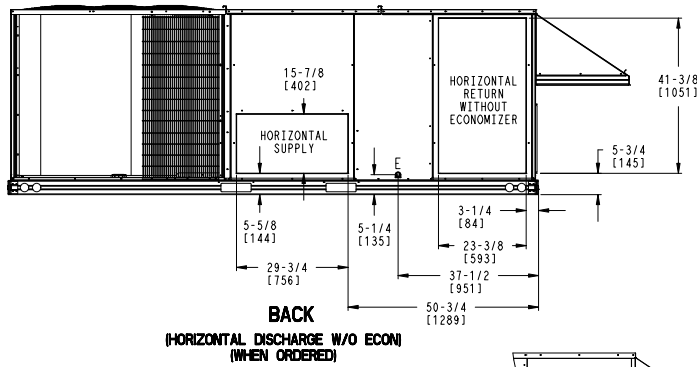 15-7/8
[402]
HORIZONTAL
SUPPLY
HORIZONTAL
RETURN
WITHOUT
ECONOMIZER
41-3/8
[1051]
5-3/4
[145]
E
5-5/8
[144]
5-1/4
[135]
3-1/4
[84]
23-3/8
[593]
29-3/4
[756]
37-1/2
[951]
50-3/4
[1289]
BACK
(HORIZONTAL DISCHARGE W/O ECON)
(WHEN ORDERED)